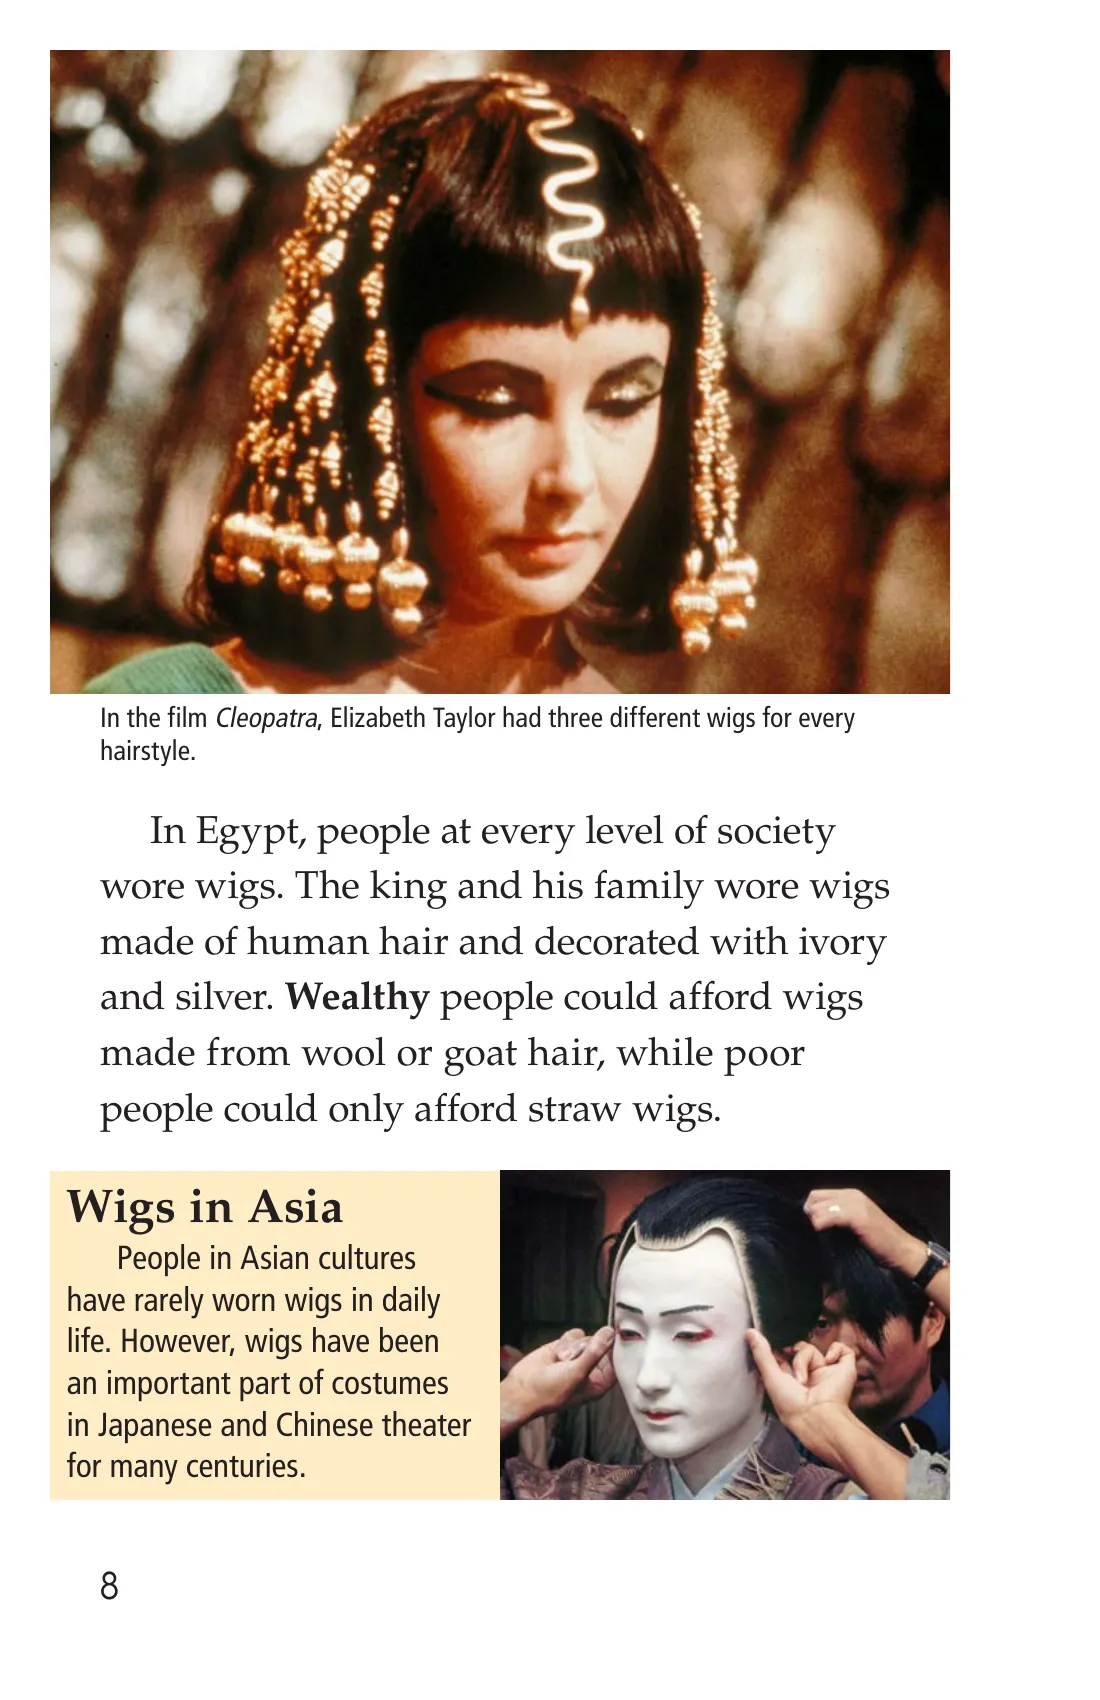 In the film Cleopatra, Elizabeth Taylor had three different wigs for every
hairstyle.
In Egypt, people at every level of society
wore wigs. The king and his family wore wigs
made of human hair and decorated with ivory
and silver. Wealthy people could afford wigs
made from wool or goat hair, while poor
people could only afford straw wigs.
Wigs in Asia
People in Asian cultures
have rarely worn wigs in daily
life. However, wigs have been
an important part of costumes
in Japanese and Chinese theater
for many centuries.
8